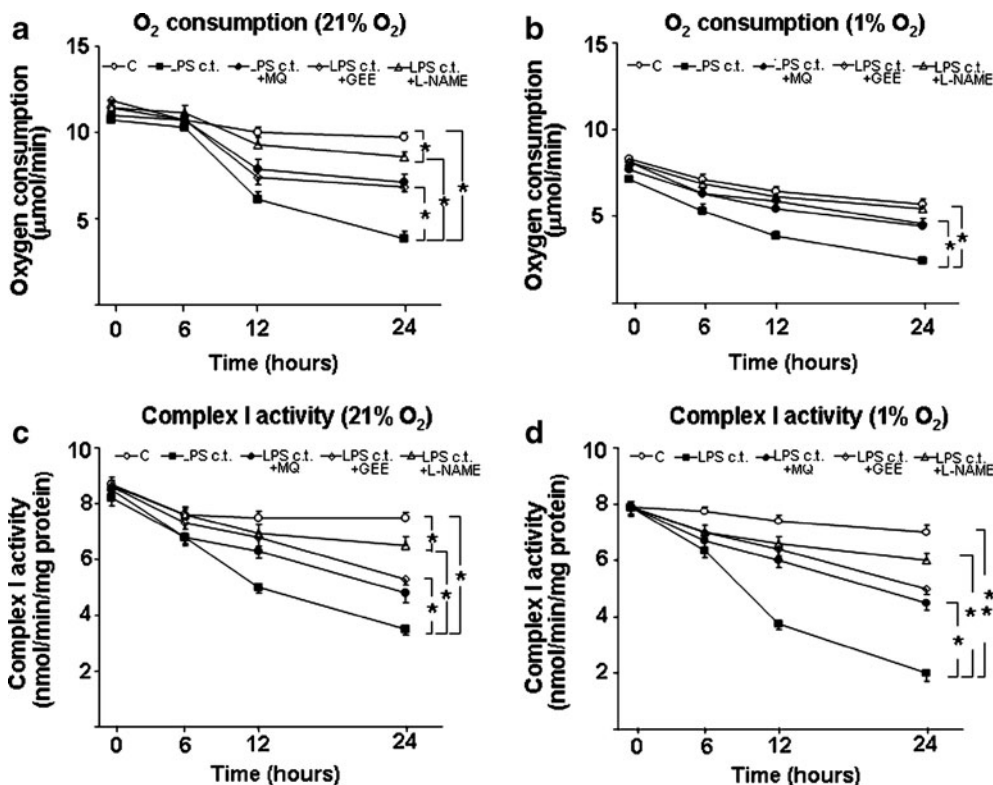 a O₂ consumption (21% O₂)
C _PS c.t. _PS c.t. LPS c.t. LPS c.t.
+MQ +GEE +L-NAME
Oxygen consumption
(μmol/min)
15
10
5
0 6 12 24
Time (hours)
* * * *
b O₂ consumption (1% O₂)
C _PS c.t. _PS c.t. LPS c.t. LPS c.t.
+MQ +GEE +L-NAME
Oxygen consumption
(μmol/min)
15
10
5
0 6 12 24
Time (hours)
* *
c Complex I activity (21% O₂)
C _PS c.t. LPS c.t. LPS c.t. LPS c.t.
+MQ +GEE +L-NAME
Complex I activity
(nmol/min/mg protein)
10
8
6
4
2
0 6 12 24
Time (hours)
* * * *
d Complex I activity (1% O₂)
C LPS c.t. LPS c.t. LPS c.t. LPS c.t.
+MQ +GEE +L-NAME
Complex I activity
(nmol/min/mg protein)
10
8
6
4
2
0 6 12 24
Time (hours)
* * * *